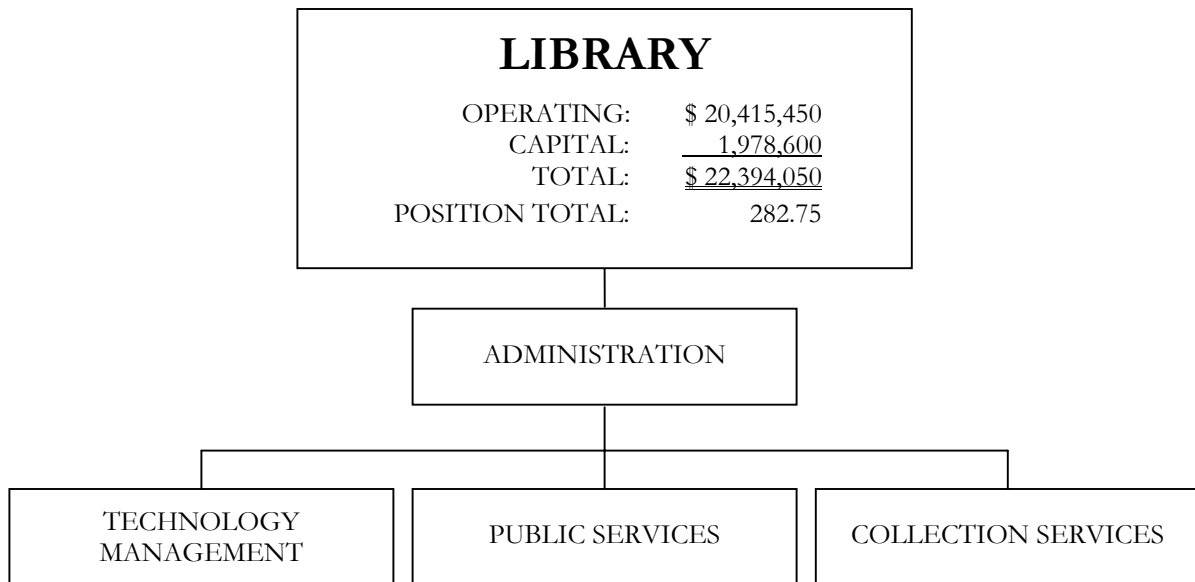 LIBRARY
OPERATING: $ 20,415,450
CAPITAL: 1,978,600
TOTAL: $ 22,394,050
POSITION TOTAL: 282.75
ADMINISTRATION
TECHNOLOGY
MANAGEMENT
PUBLIC SERVICES
COLLECTION SERVICES